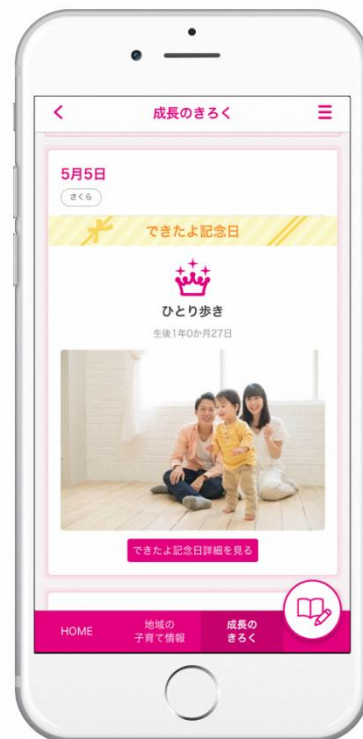 成長のきろく
5月5日
さくら
できたよ記念日
ひとり歩き
生後1年0か月27日
できたよ記念日詳細を見る
HOME
地域の
子育て情報
成長の
きろく